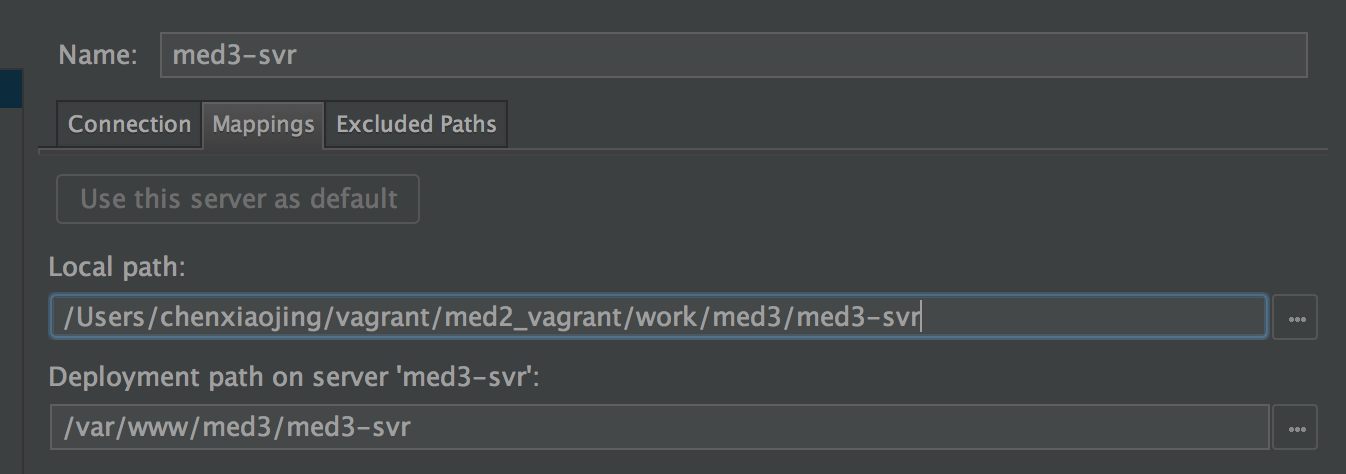 Name: med3-svr
Connection Mappings Excluded Paths
Use this server as default
Local path:
/Users/chenxiaojing/vagrant/med2_vagrant/work/med3/med3-svr
...
Deployment path on server 'med3-svr':
/var/www/med3/med3-svr
...